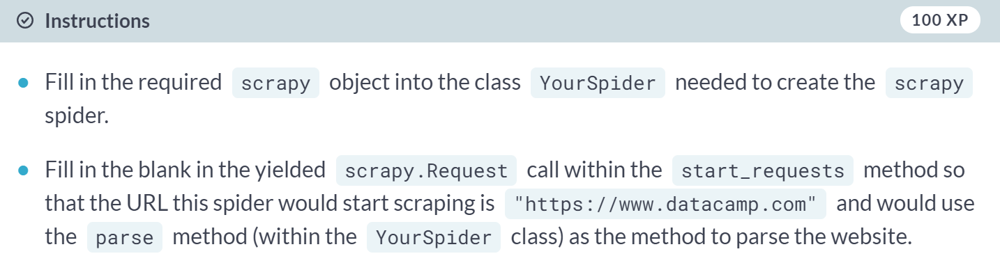 Instructions 100 XP
Fill in the required scrapy object into the class YourSpider needed to create the scrapy
spider.
Fill in the blank in the yielded scrapy.Request call within the start_requests method so
that the URL this spider would start scraping is "https://www.datacamp.com" and would use
the parse method (within the YourSpider class) as the method to parse the website.